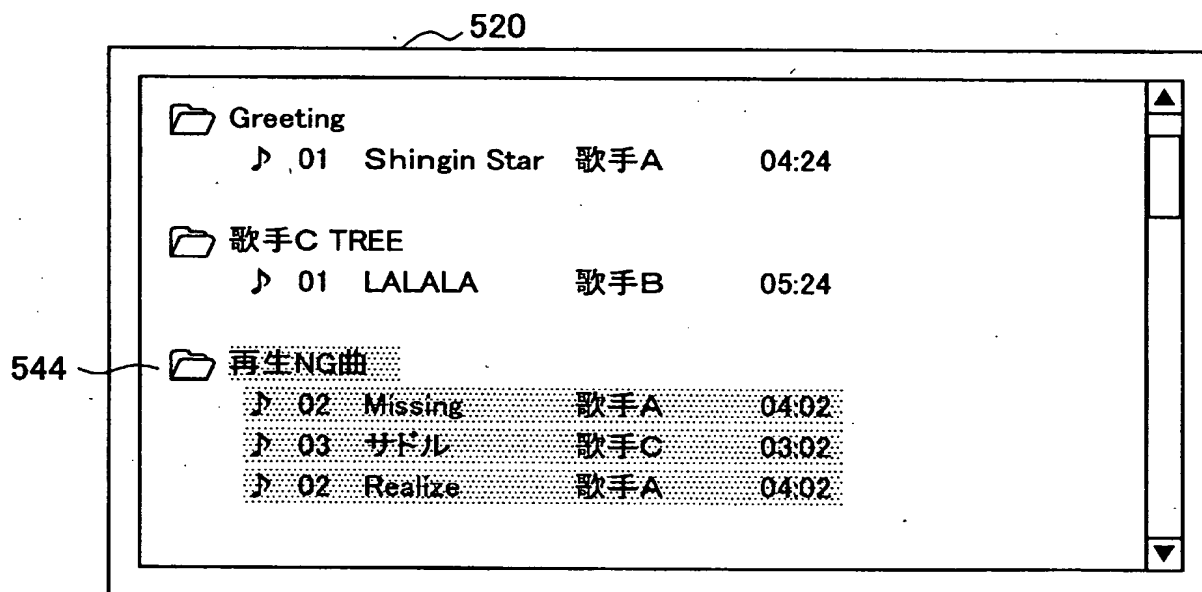 520
Greeting
♪ 01 Shingin Star 歌手A 04:24
歌手C TREE
♪ 01 LALALA 歌手B 05:24
544 再生NG曲
♪ 02 Missing 歌手A 04:02
♪ 03 サドル 歌手C 03:02
♪ 02 Realize 歌手A 04:02